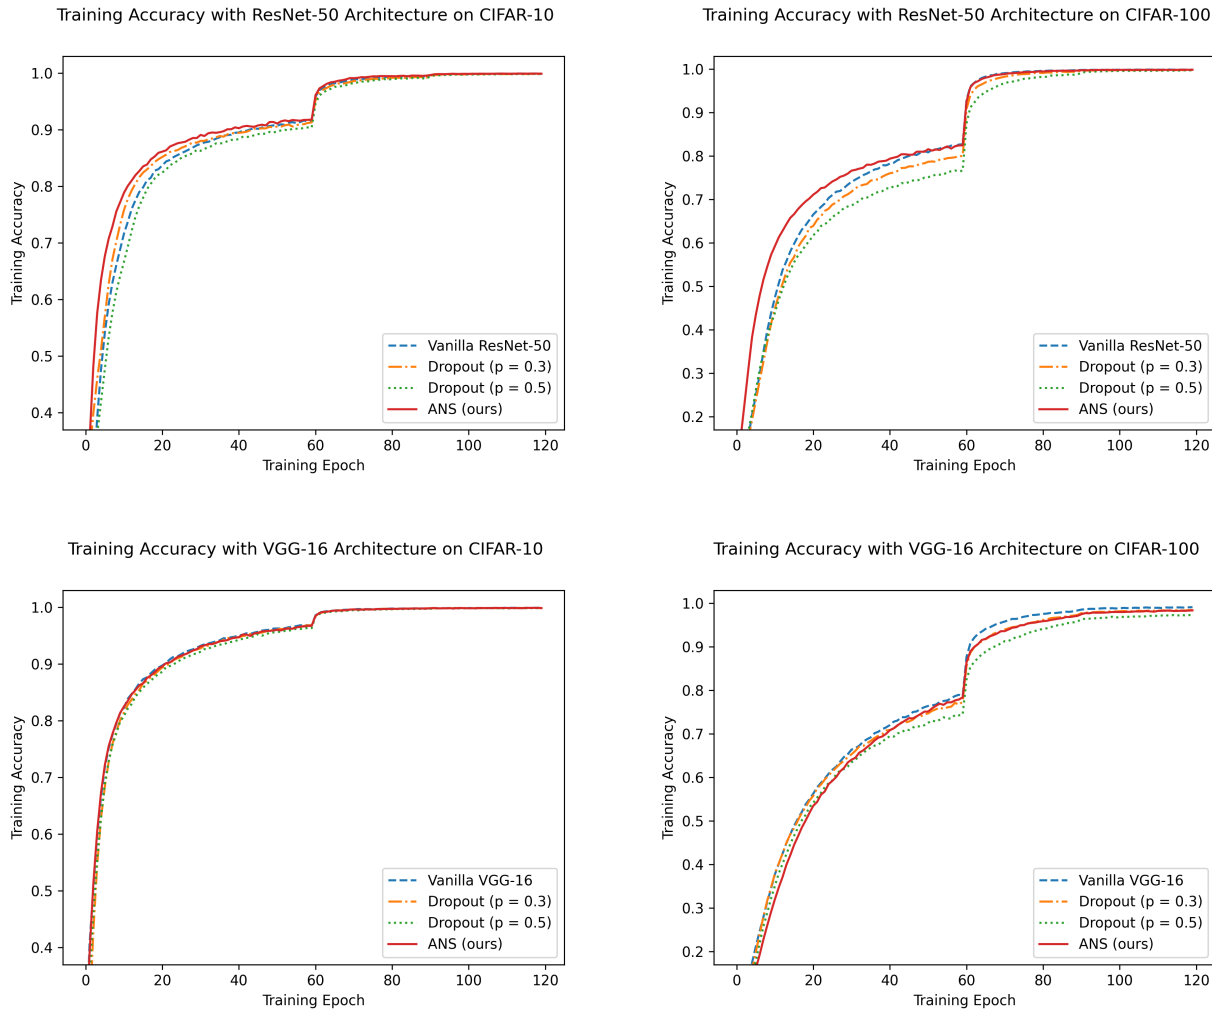 Training Accuracy with ResNet-50 Architecture on CIFAR-10
1.0
0.9
0.8
0.7
0.6
0.5
0.4
Training Accuracy
Vanilla ResNet-50
Dropout (p = 0.3)
Dropout (p = 0.5)
ANS (ours)
0 20 40 60 80 100 120
Training Epoch
Training Accuracy with ResNet-50 Architecture on CIFAR-100
1.0
0.9
0.8
0.7
0.6
0.5
0.4
0.3
0.2
Training Accuracy
Vanilla ResNet-50
Dropout (p = 0.3)
Dropout (p = 0.5)
ANS (ours)
0 20 40 60 80 100 120
Training Epoch
Training Accuracy with VGG-16 Architecture on CIFAR-10
1.0
0.9
0.8
0.7
0.6
0.5
0.4
Training Accuracy
Vanilla VGG-16
Dropout (p = 0.3)
Dropout (p = 0.5)
ANS (ours)
0 20 40 60 80 100 120
Training Epoch
Training Accuracy with VGG-16 Architecture on CIFAR-100
1.0
0.9
0.8
0.7
0.6
0.5
0.4
0.3
0.2
Training Accuracy
Vanilla VGG-16
Dropout (p = 0.3)
Dropout (p = 0.5)
ANS (ours)
0 20 40 60 80 100 120
Training Epoch